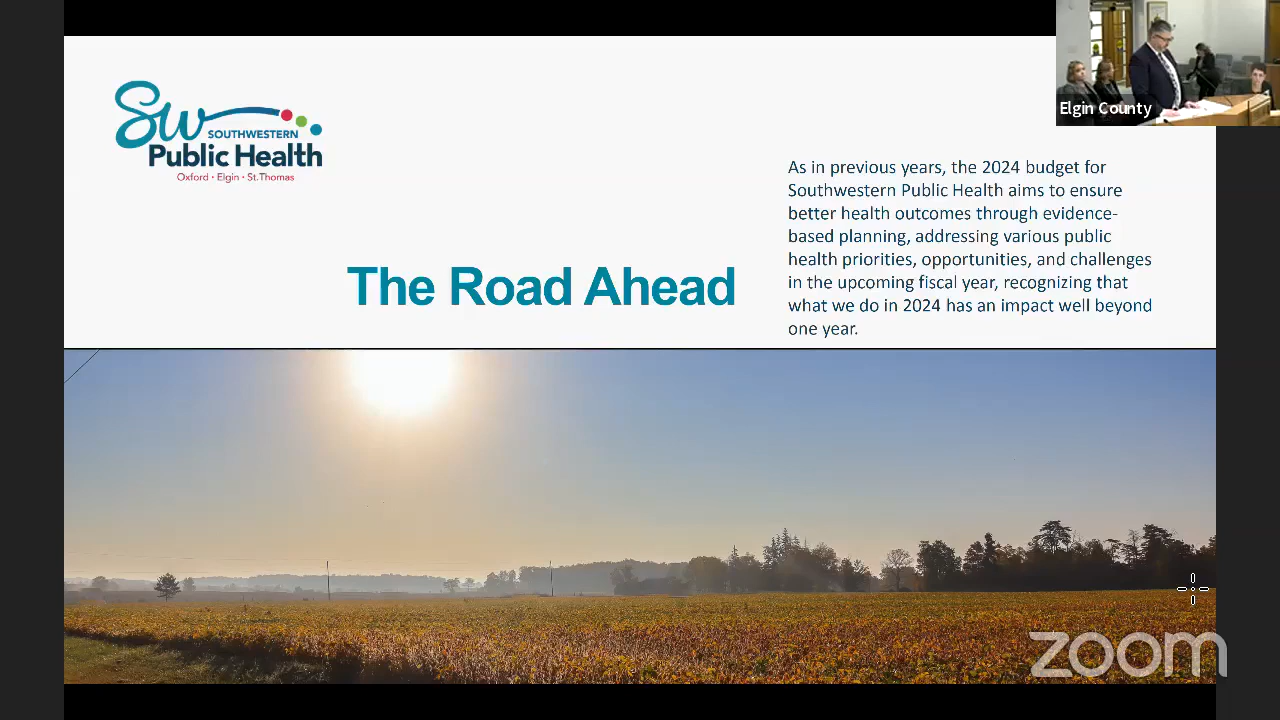 Sw
SOUTHWESTERN
Public Health
Oxford • Elgin • St.Thomas
Elgin County
The Road Ahead
As in previous years, the 2024 budget for
Southwestern Public Health aims to ensure
better health outcomes through evidence-
based planning, addressing various public
health priorities, opportunities, and challenges
in the upcoming fiscal year, recognizing that
what we do in 2024 has an impact well beyond
one year.
zoom